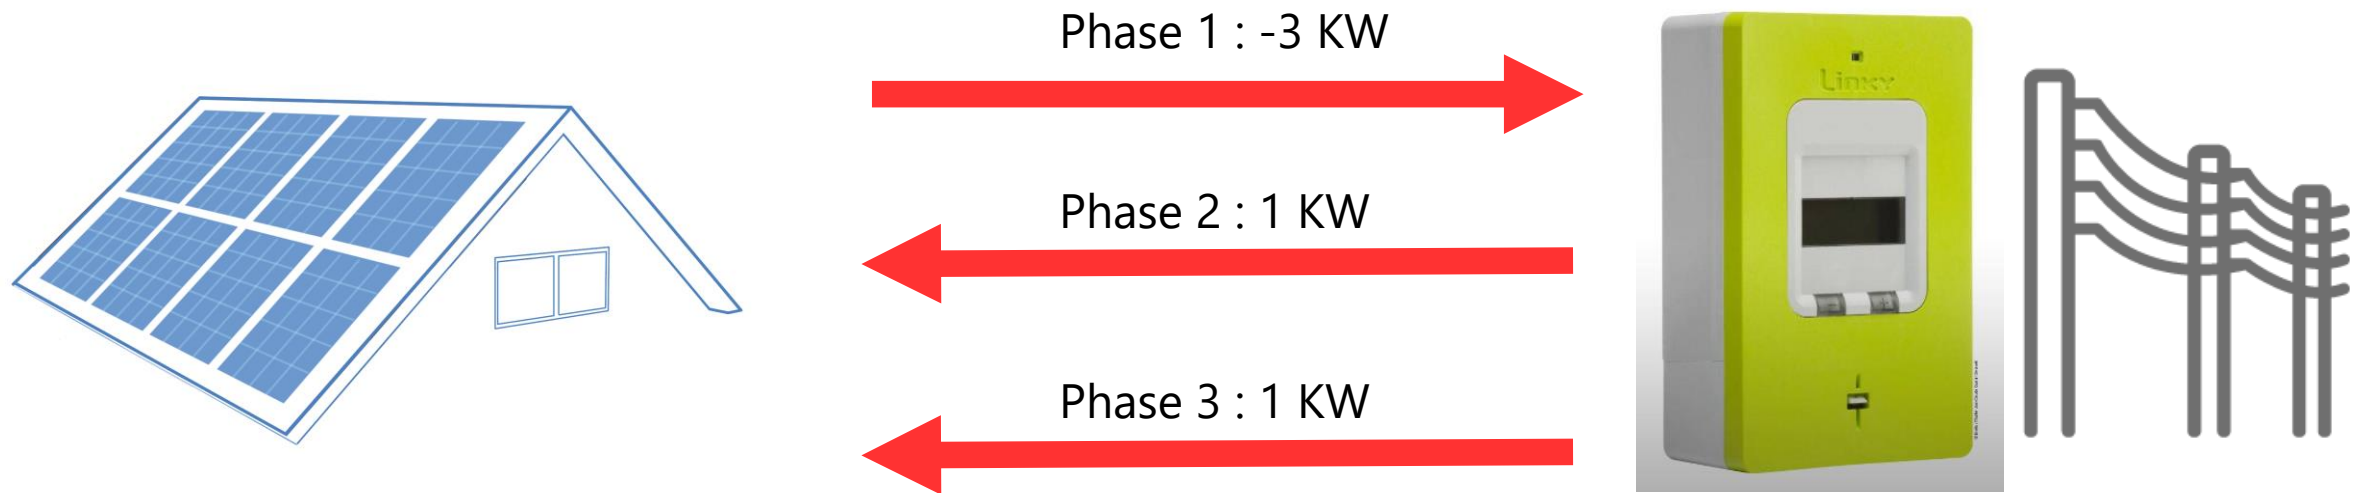 Phase 1 : -3 KW
Linky
Phase 2 : 1 KW
Phase 3 : 1 KW